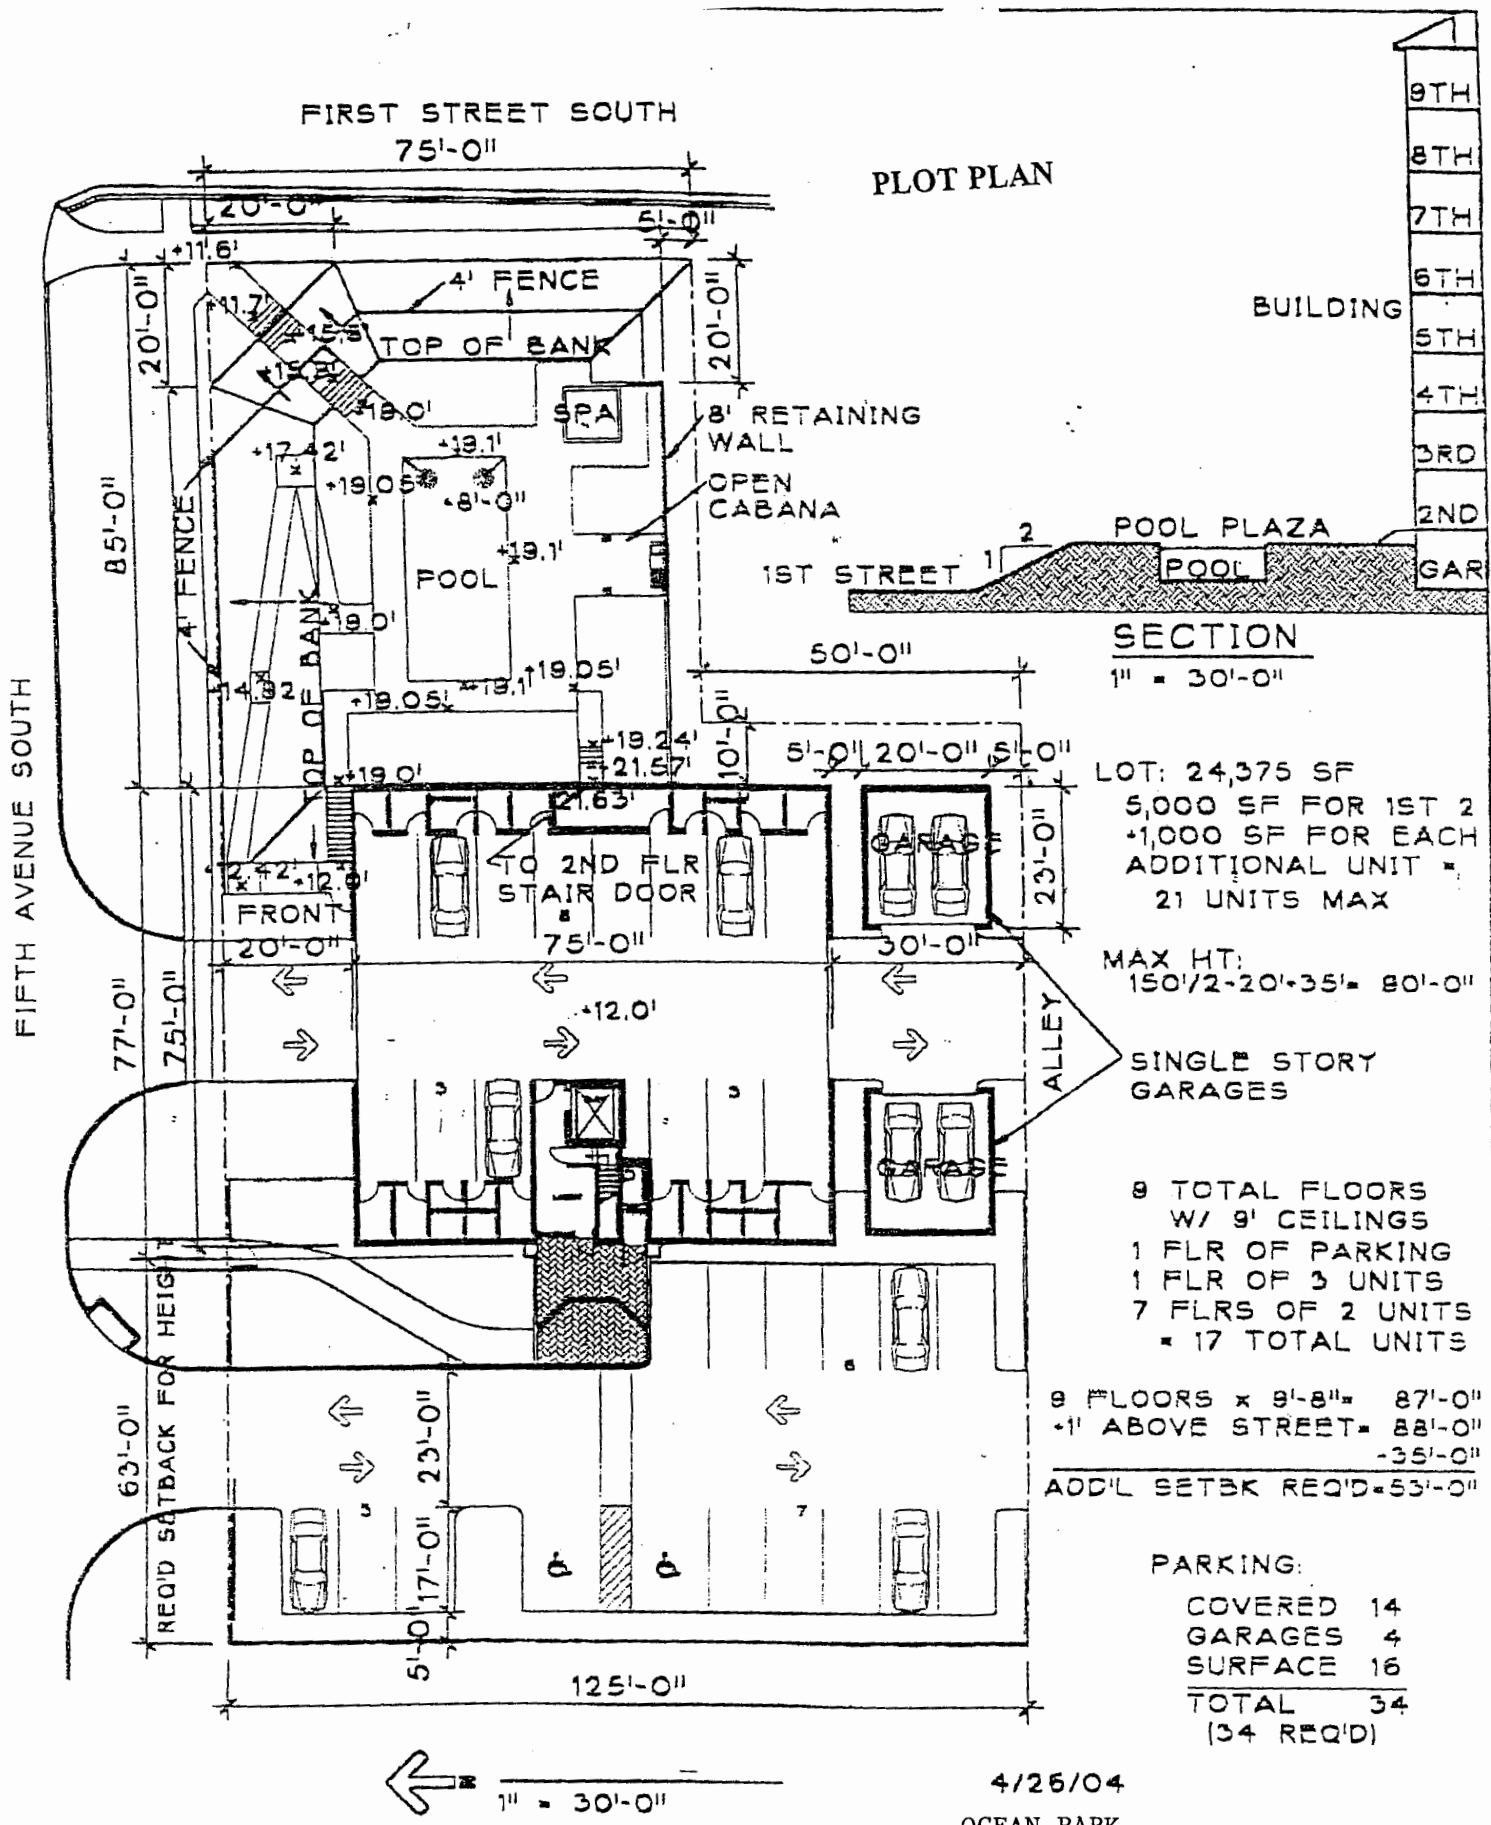 FIRST STREET SOUTH
75'-0"
PLOT PLAN
20'-0"
5'-0"
+11.6'
4' FENCE
20'-0"
20'-0"
+11.7'
TOP OF BANK
+19.0'
SPA
8' RETAINING
WALL
+17.42'
+19.1'
+19.05'
OPEN
CABANA
+8'-0"
85'-0"
4' FENCE
+19.1'
POOL
TOP OF BANK
+19.0'
14.92
+19.1'
+19.05'
+19.05'
50'-0"
10'-0"
+19.24'
+21.57'
21.63'
+19.0'
5'-0"
20'-0"
5'-0"
9TH
8TH
7TH
6TH
BUILDING
5TH
4TH
3RD
2ND
GAR
POOL PLAZA
2
1
1ST STREET
POOL
SECTION
1" = 30'-0"
FIFTH AVENUE SOUTH
LOT: 24,375 SF
5,000 SF FOR 1ST 2
+1,000 SF FOR EACH
ADDITIONAL UNIT =
21 UNITS MAX
GARAGE
23'-0"
TO 2ND FLR
STAIR DOOR
FRONT
20'-0"
75'-0"
30'-0"
MAX HT:
150'/2-20'+35'= 80'-0"
77'-0"
75'-0"
+12.0'
ALLEY
SINGLE STORY
GARAGES
3
3
GARAGE
9 TOTAL FLOORS
W/ 9' CEILINGS
1 FLR OF PARKING
1 FLR OF 3 UNITS
7 FLRS OF 2 UNITS
= 17 TOTAL UNITS
6
9 FLOORS x 9'-8"= 87'-0"
+1' ABOVE STREET= 88'-0"
-35'-0"
ADD'L SETBK REQ'D=53'-0"
63'-0"
REQ'D SETBACK FOR HEIGHT
23'-0"
3
7
17'-0"
5'-0"
125'-0"
PARKING:
COVERED 14
GARAGES 4
SURFACE 16
TOTAL 34
(34 REQ'D)
1" = 30'-0"
4/26/04
OCEAN PARK